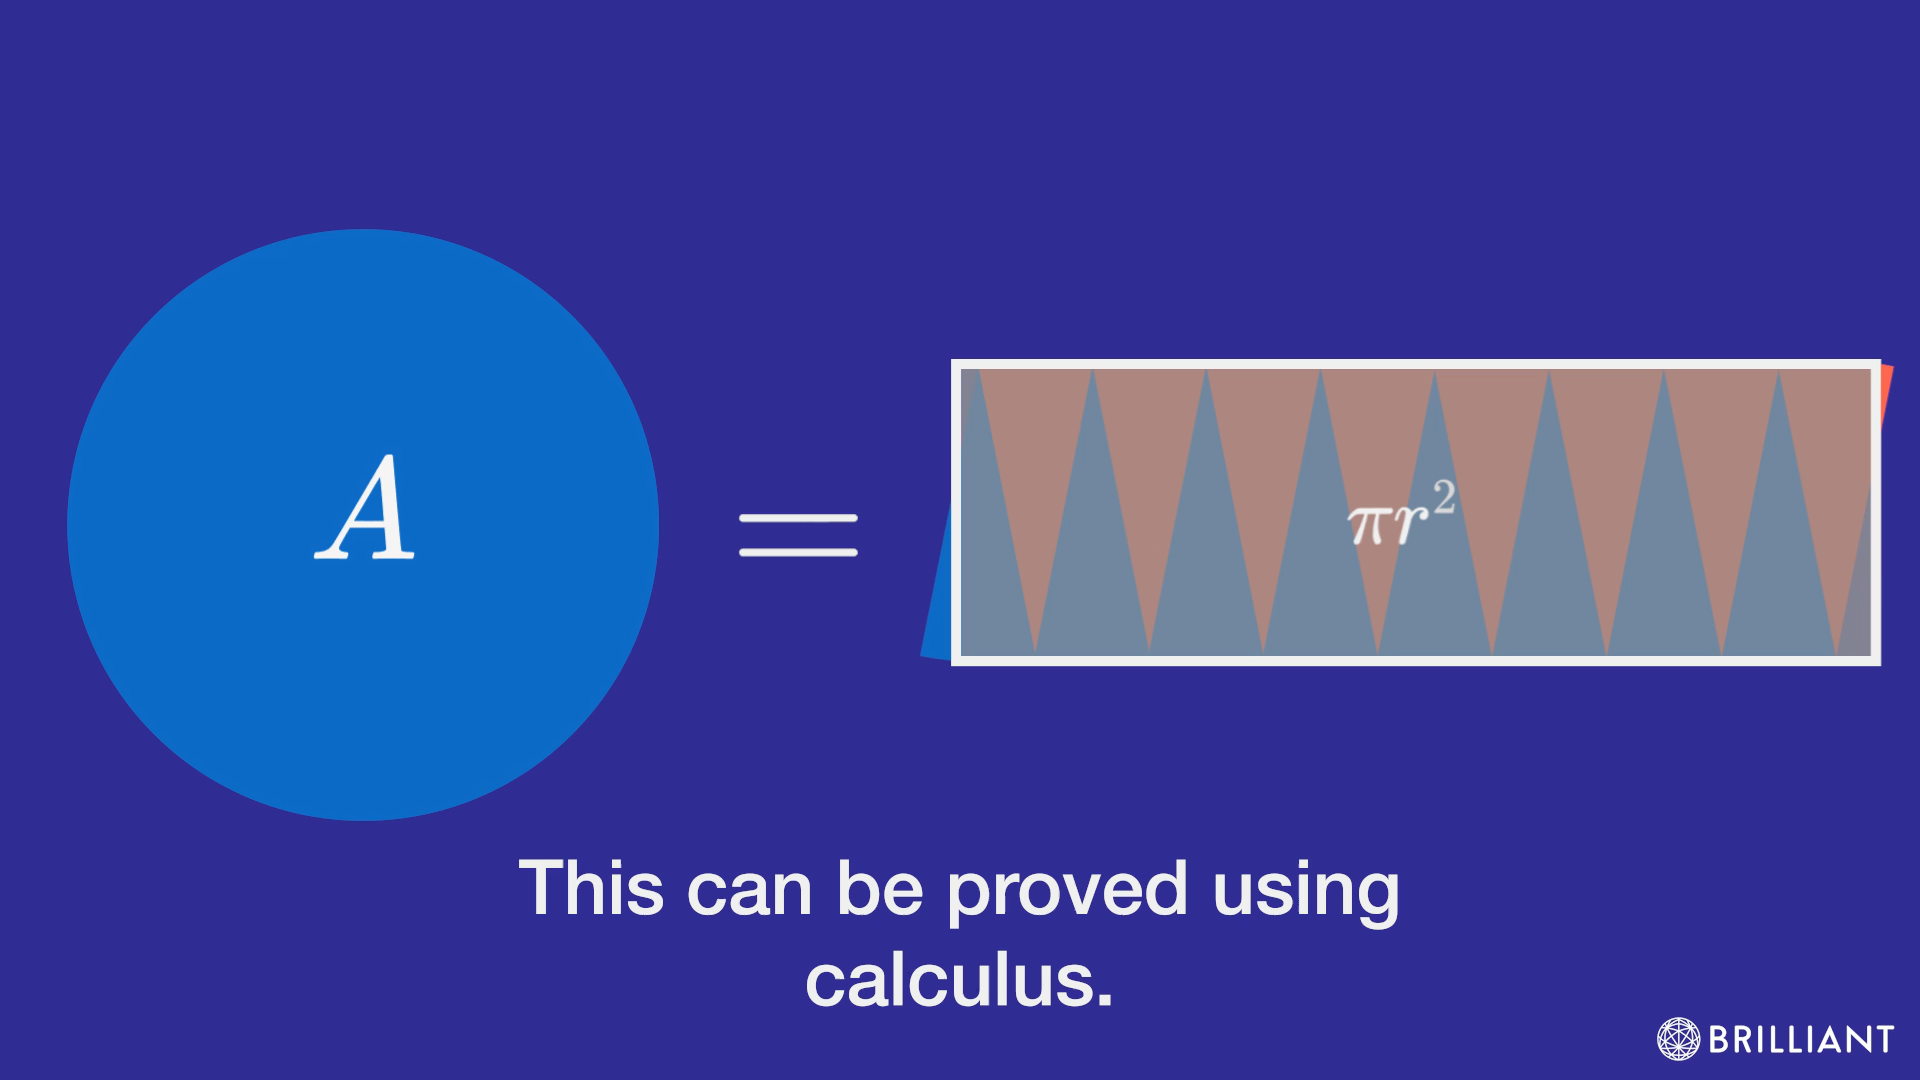 A
=
πr²
This can be proved using
calculus.
BRILLIANT